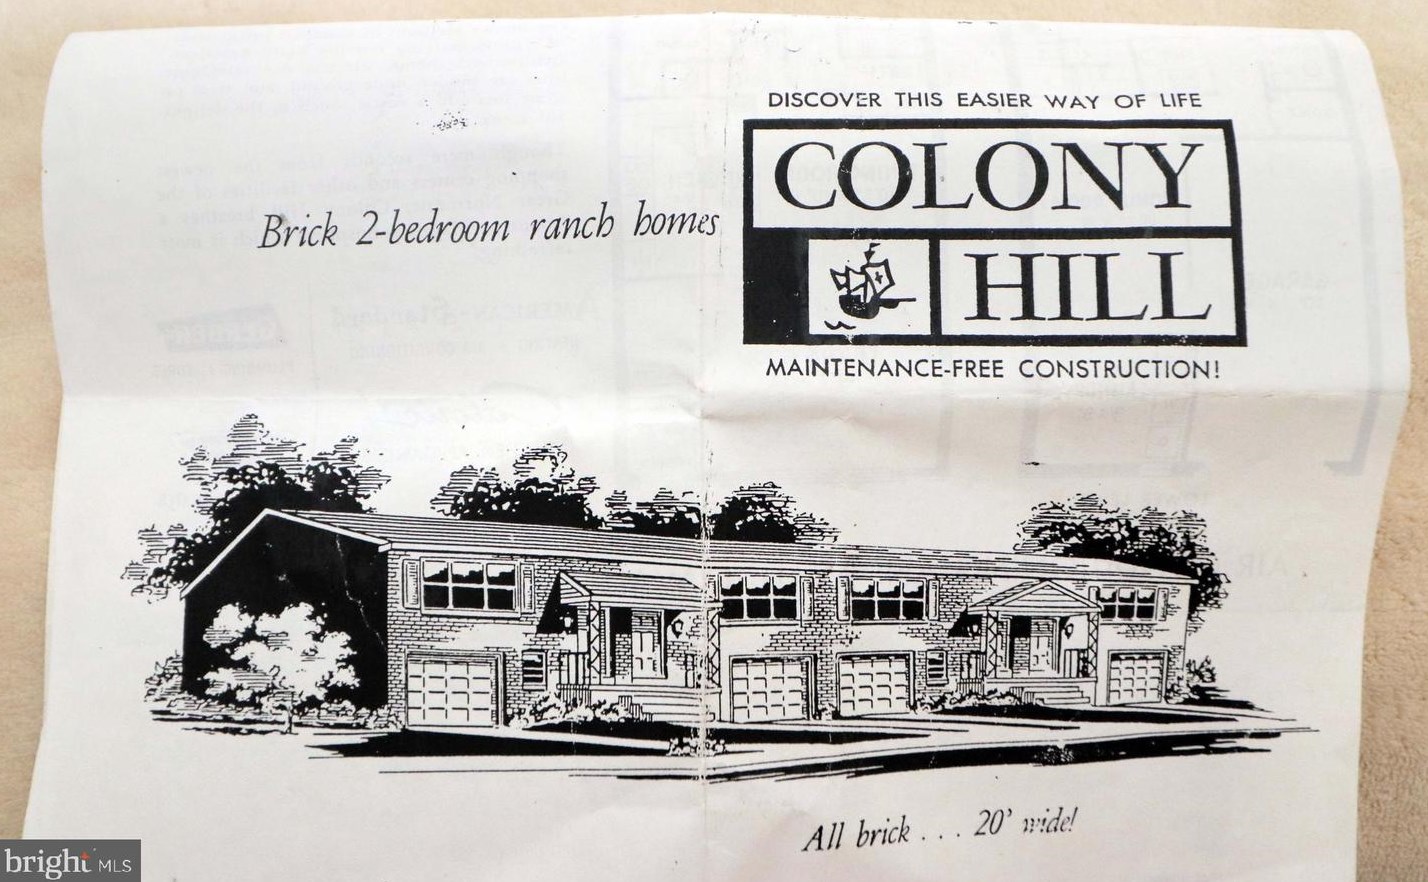 DISCOVER THIS EASIER WAY OF LIFE
COLONY
HILL
Brick 2-bedroom ranch homes
MAINTENANCE-FREE CONSTRUCTION!
All brick . . . 20' wide!
bright MLS